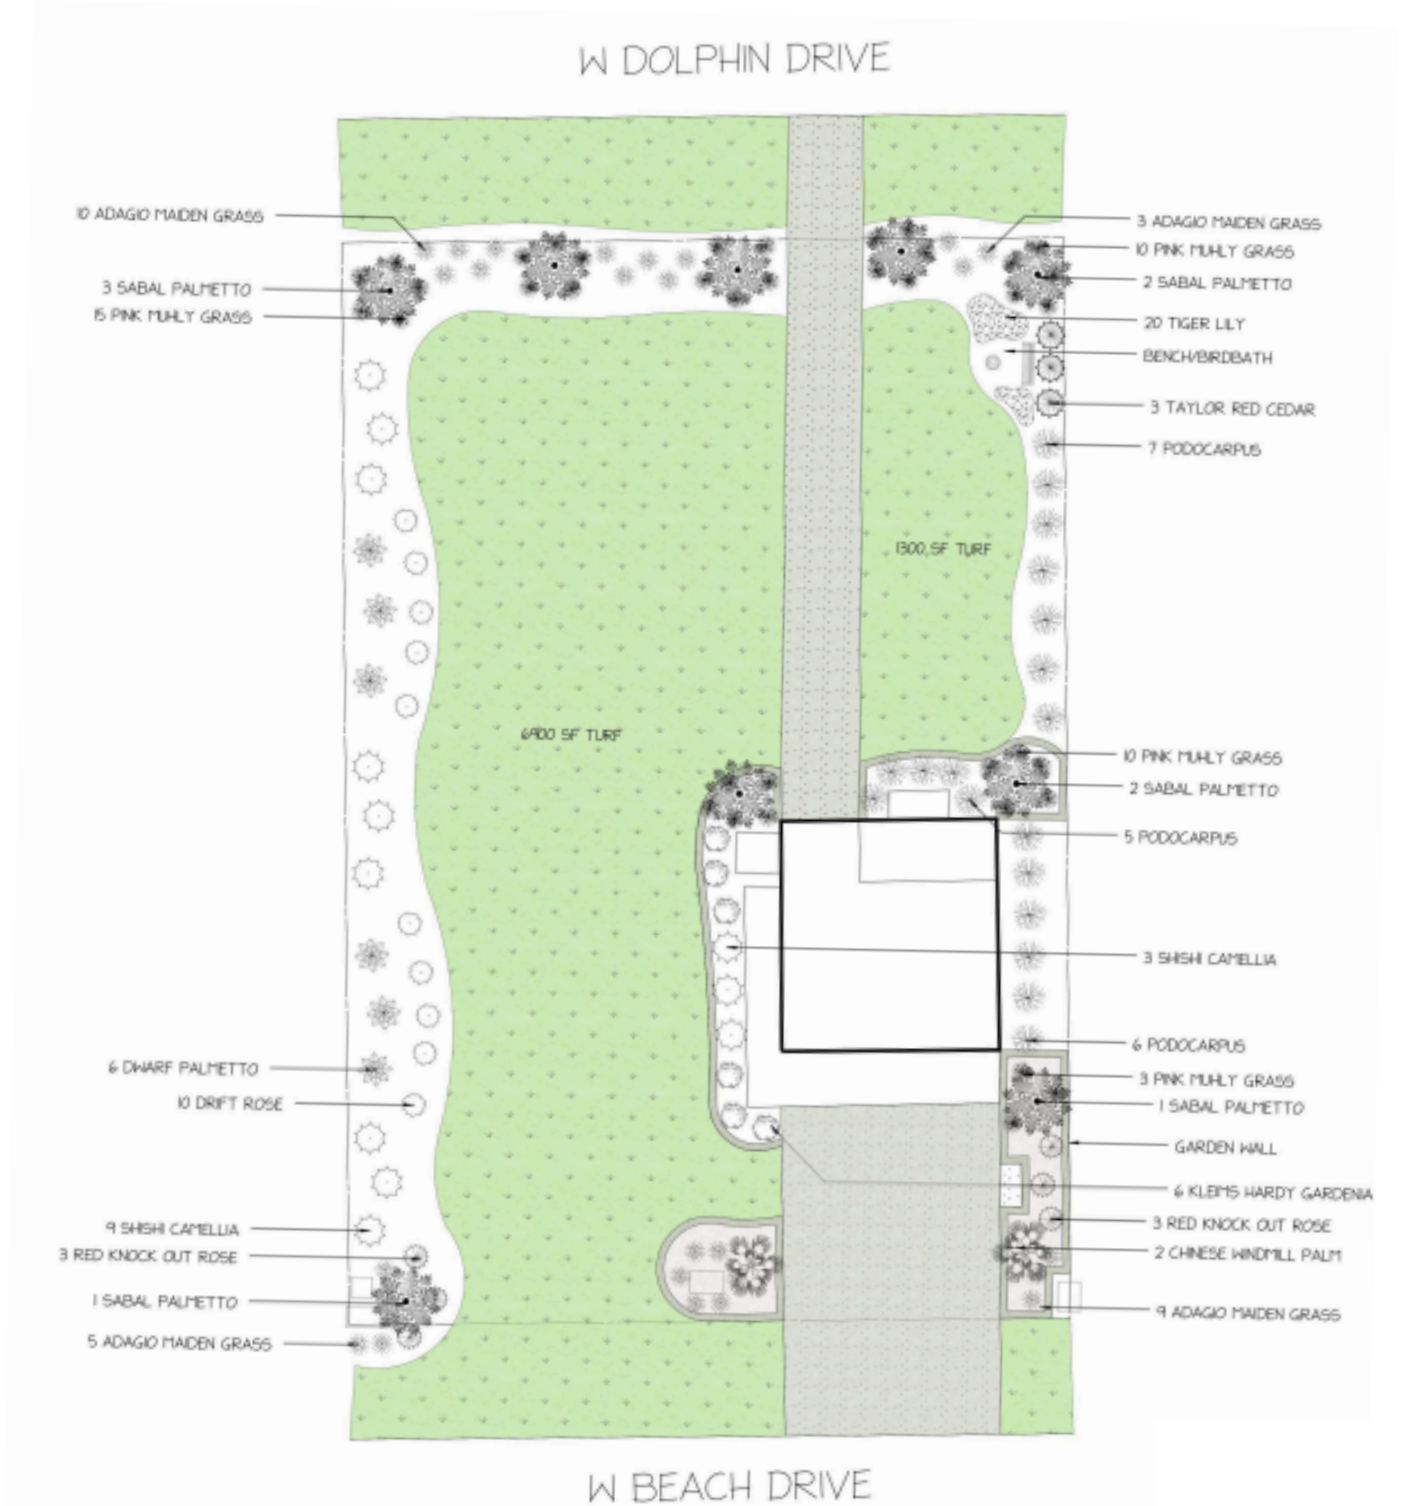 W DOLPHIN DRIVE
10 ADAGIO MAIDEN GRASS
3 SABAL PALMETTO
15 PINK MUHLY GRASS
3 ADAGIO MAIDEN GRASS
10 PINK MUHLY GRASS
2 SABAL PALMETTO
20 TIGER LILY
BENCH/BIRDBATH
3 TAYLOR RED CEDAR
7 PODOCARPUS
1300 SF TURF
6900 SF TURF
10 PINK MUHLY GRASS
2 SABAL PALMETTO
5 PODOCARPUS
3 SHISHI CAMELLIA
6 PODOCARPUS
3 PINK MUHLY GRASS
1 SABAL PALMETTO
GARDEN WALL
6 KLEIMS HARDY GARDENIA
3 RED KNOCK OUT ROSE
2 CHINESE WINDMILL PALM
9 ADAGIO MAIDEN GRASS
6 DWARF PALMETTO
10 DRIFT ROSE
9 SHISHI CAMELLIA
3 RED KNOCK OUT ROSE
1 SABAL PALMETTO
5 ADAGIO MAIDEN GRASS
W BEACH DRIVE